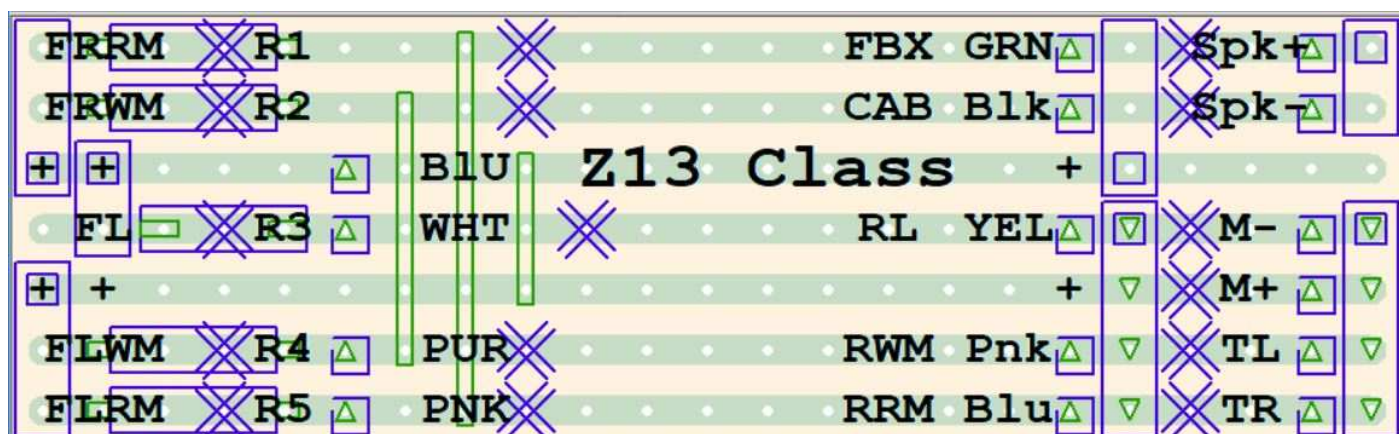 FRRM R1 FBX GRN Spk+
FRWM R2 CAB Blk Spk-
+ + BlU Z13 Class +
FL R3 WHT RL YEL M-
+ + + M+
FLWM R4 PUR RWM Pnk TL
FLRM R5 PNK RRM Blu TR